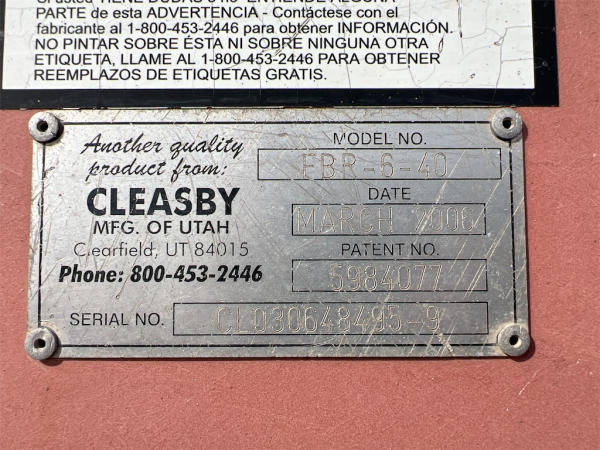 PARTE de esta ADVERTENCIA - Contáctese con el
fabricante al 1-800-453-2446 para obtener INFORMACIÓN.
NO PINTAR SOBRE ÉSTA NI SOBRE NINGUNA OTRA
ETIQUETA, LLAME AL 1-800-453-2446 PARA OBTENER
REEMPLAZOS DE ETIQUETAS GRATIS.
Another quality
product from:
CLEASBY
MFG. OF UTAH
Clearfield, UT 84015
Phone: 800-453-2446
MODEL NO.
FBR-6-40
DATE
MARCH 2006
PATENT NO.
5984077
SERIAL NO. CL030648495-9